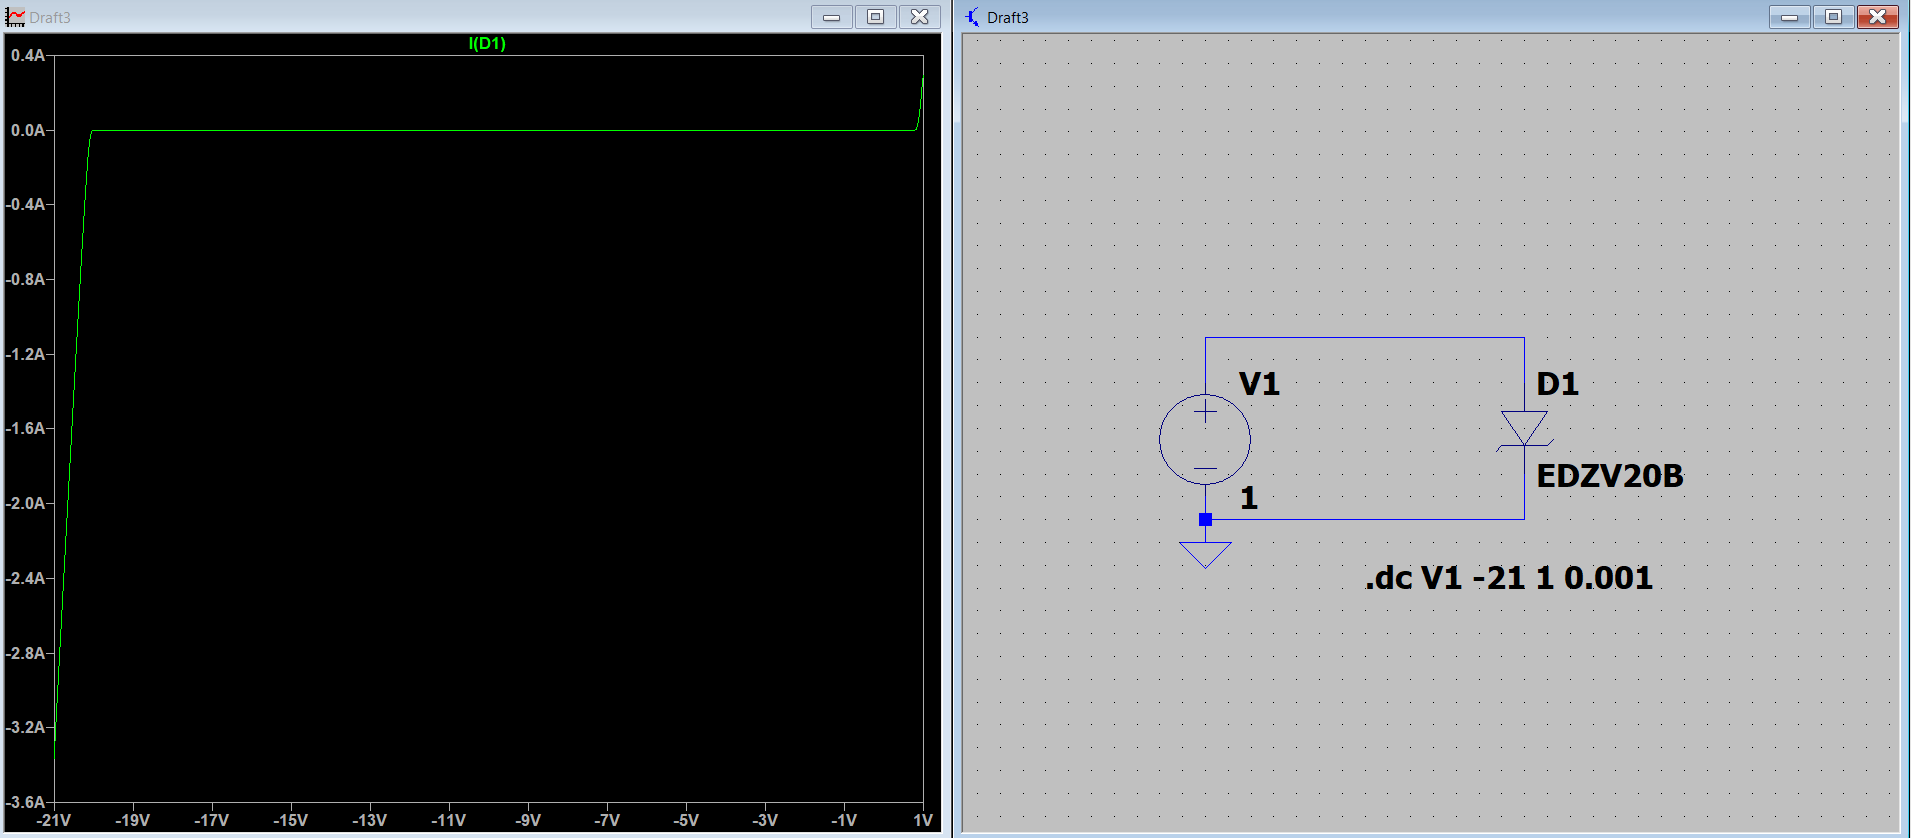 Draft3
I(D1)
0.4A
0.0A
-0.4A
-0.8A
-1.2A
-1.6A
-2.0A
-2.4A
-2.8A
-3.2A
-3.6A
-21V -19V -17V -15V -13V -11V -9V -7V -5V -3V -1V 1V
Draft3
V1
D1
EDZV20B
1
.dc V1 -21 1 0.001